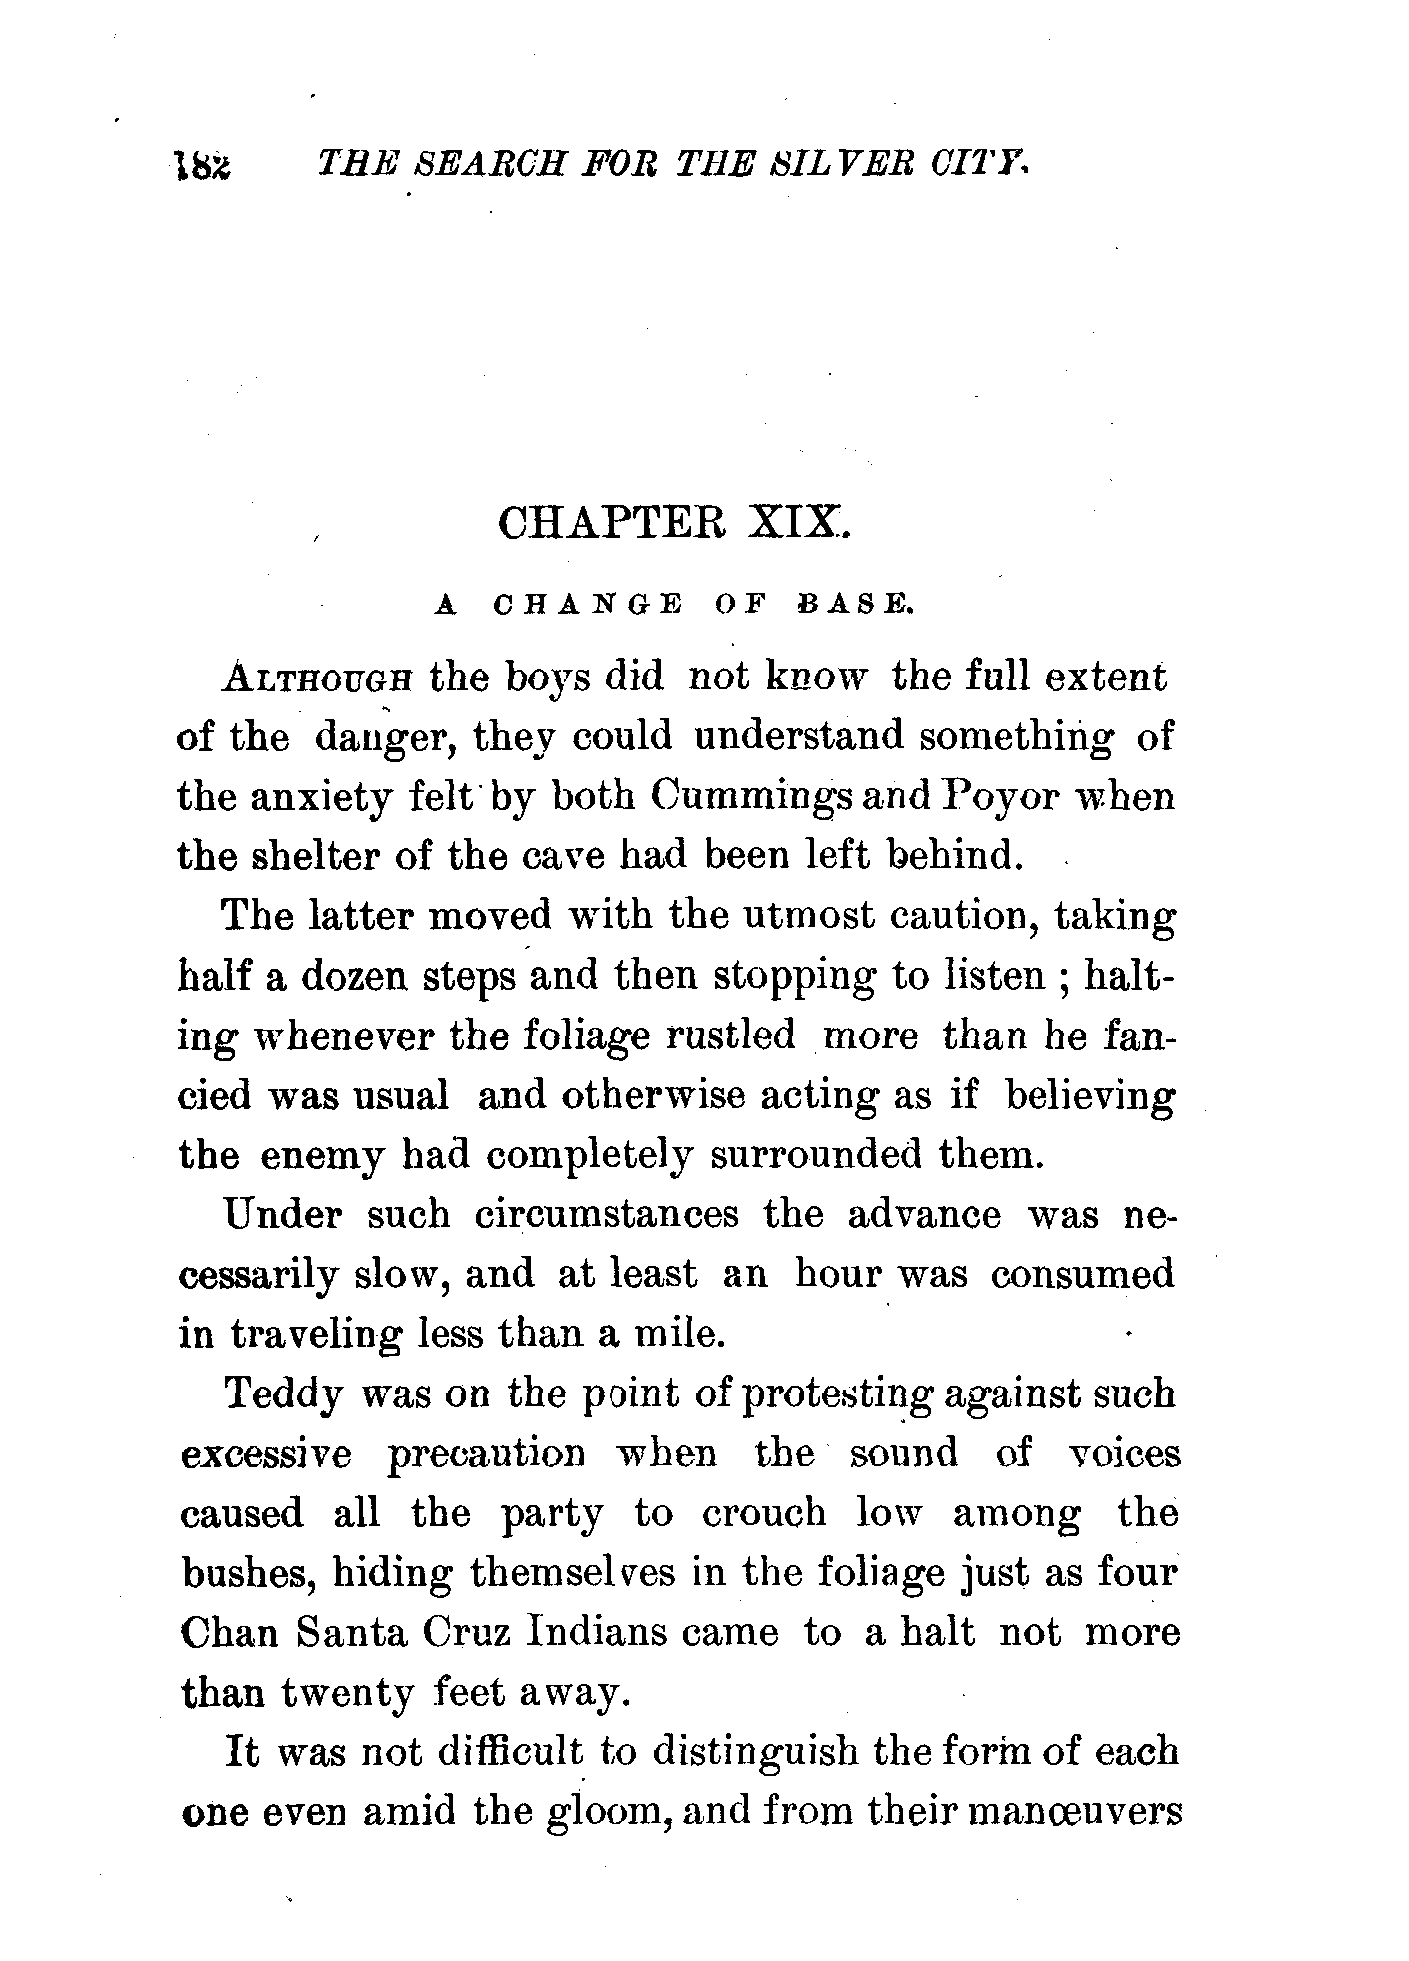 182 THE SEARCH FOR THE SILVER CITY.
CHAPTER XIX.
A CHANGE OF BASE.
ALTHOUGH the boys did not know the full extent
of the danger, they could understand something of
the anxiety felt by both Cummings and Poyor when
the shelter of the cave had been left behind.
The latter moved with the utmost caution, taking
half a dozen steps and then stopping to listen ; halt-
ing whenever the foliage rustled more than he fan-
cied was usual and otherwise acting as if believing
the enemy had completely surrounded them.
Under such circumstances the advance was ne-
cessarily slow, and at least an hour was consumed
in traveling less than a mile.
Teddy was on the point of protesting against such
excessive precaution when the sound of voices
caused all the party to crouch low among the
bushes, hiding themselves in the foliage just as four
Chan Santa Cruz Indians came to a halt not more
than twenty feet away.
It was not difficult to distinguish the form of each
one even amid the gloom, and from their manœuvers